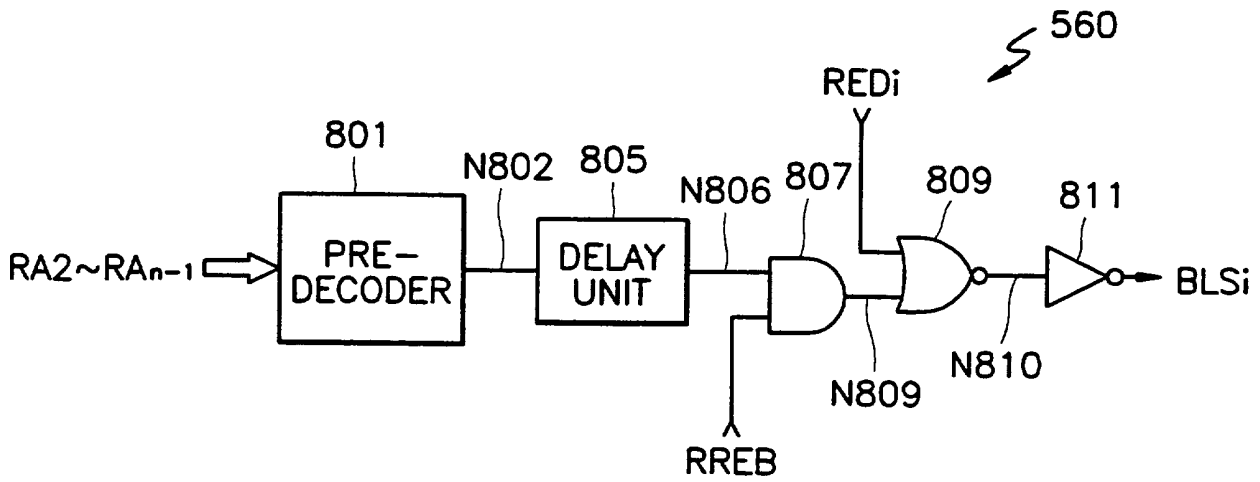 560
REDi
801
N802
805
N806
807
809
811
RA2~RAn-1
PRE-
DECODER
DELAY
UNIT
BLSi
N809
N810
RREB